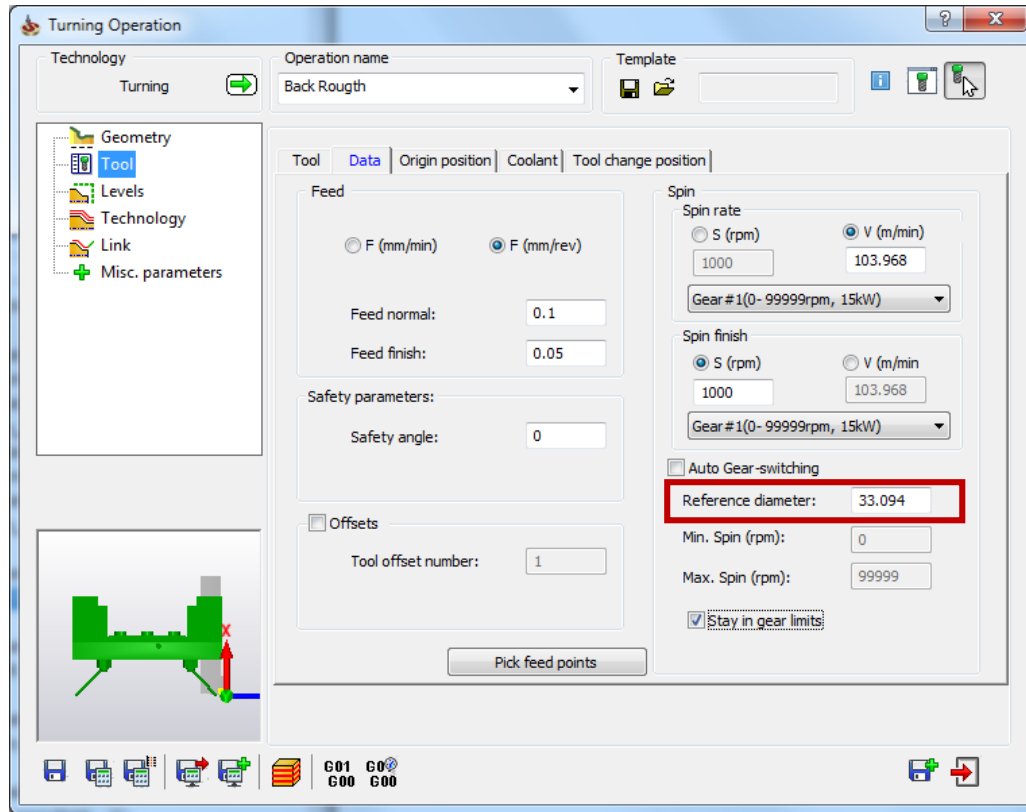 Turning Operation
Technology
Turning
Operation name
Back Rougth
Template
Geometry
Tool
Levels
Technology
Link
Misc. parameters
Tool Data Origin position Coolant Tool change position
Feed
F (mm/min) F (mm/rev)
Feed normal: 0.1
Feed finish: 0.05
Safety parameters:
Safety angle: 0
Offsets
Tool offset number: 1
Pick feed points
Spin
Spin rate
S (rpm) V (m/min)
1000 103.968
Gear#1(0- 99999rpm, 15kW)
Spin finish
S (rpm) V (m/min
1000 103.968
Gear#1(0- 99999rpm, 15kW)
Auto Gear-switching
Reference diameter: 33.094
Min. Spin (rpm): 0
Max. Spin (rpm): 99999
Stay in gear limits
X
G01 G0
G00 G00